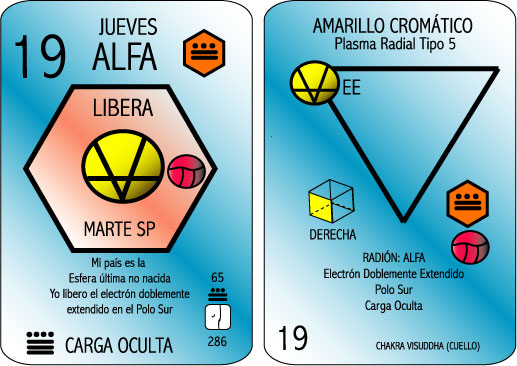 19
JUEVES
ALFA
LIBERA
MARTE SP
Mi país es la
Esfera última no nacida
Yo libero el electrón doblemente
extendido en el Polo Sur
65
286
CARGA OCULTA
AMARILLO CROMÁTICO
Plasma Radial Tipo 5
EE
DERECHA
RADIÓN: ALFA
Electrón Doblemente Extendido
Polo Sur
Carga Oculta
19
CHAKRA VISUDDHA (CUELLO)